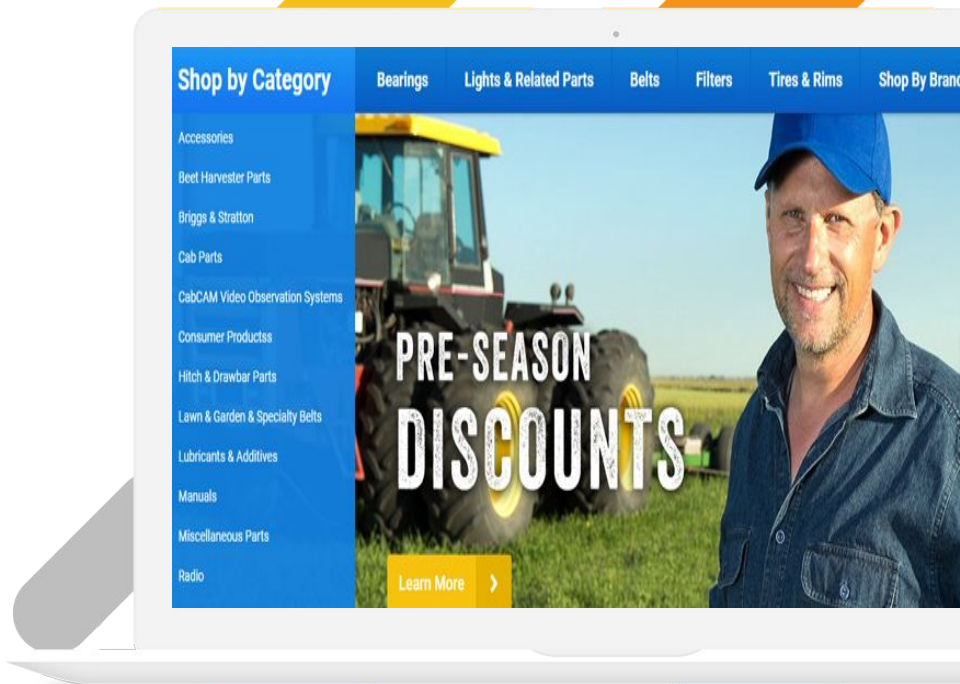 Shop by Category
Bearings
Lights & Related Parts
Belts
Filters
Tires & Rims
Shop By Brand
Accessories
Beet Harvester Parts
Briggs & Stratton
Cab Parts
CabCAM Video Observation Systems
Consumer Productss
Hitch & Drawbar Parts
Lawn & Garden & Specialty Belts
Lubricants & Additives
Manuals
Miscellaneous Parts
Radio
PRE-SEASON
DISCOUNTS
Learn More